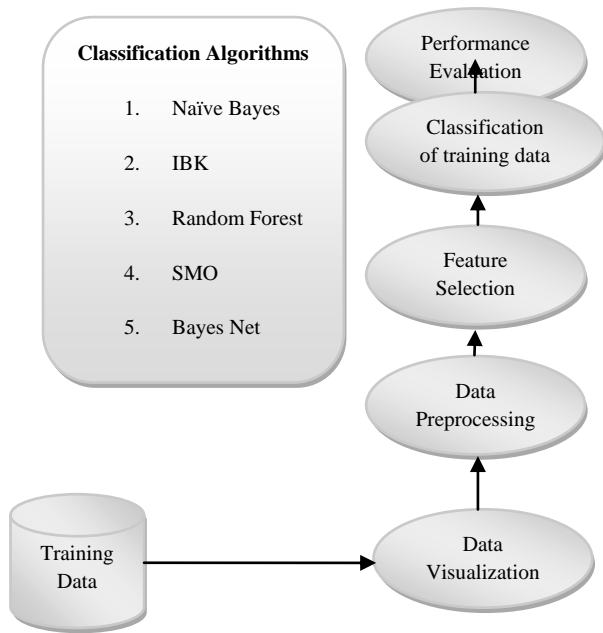 Classification Algorithms
1. Naïve Bayes
2. IBK
3. Random Forest
4. SMO
5. Bayes Net
Performance
Evaluation
Classification
of training data
Feature
Selection
Data
Preprocessing
Data
Visualization
Training
Data